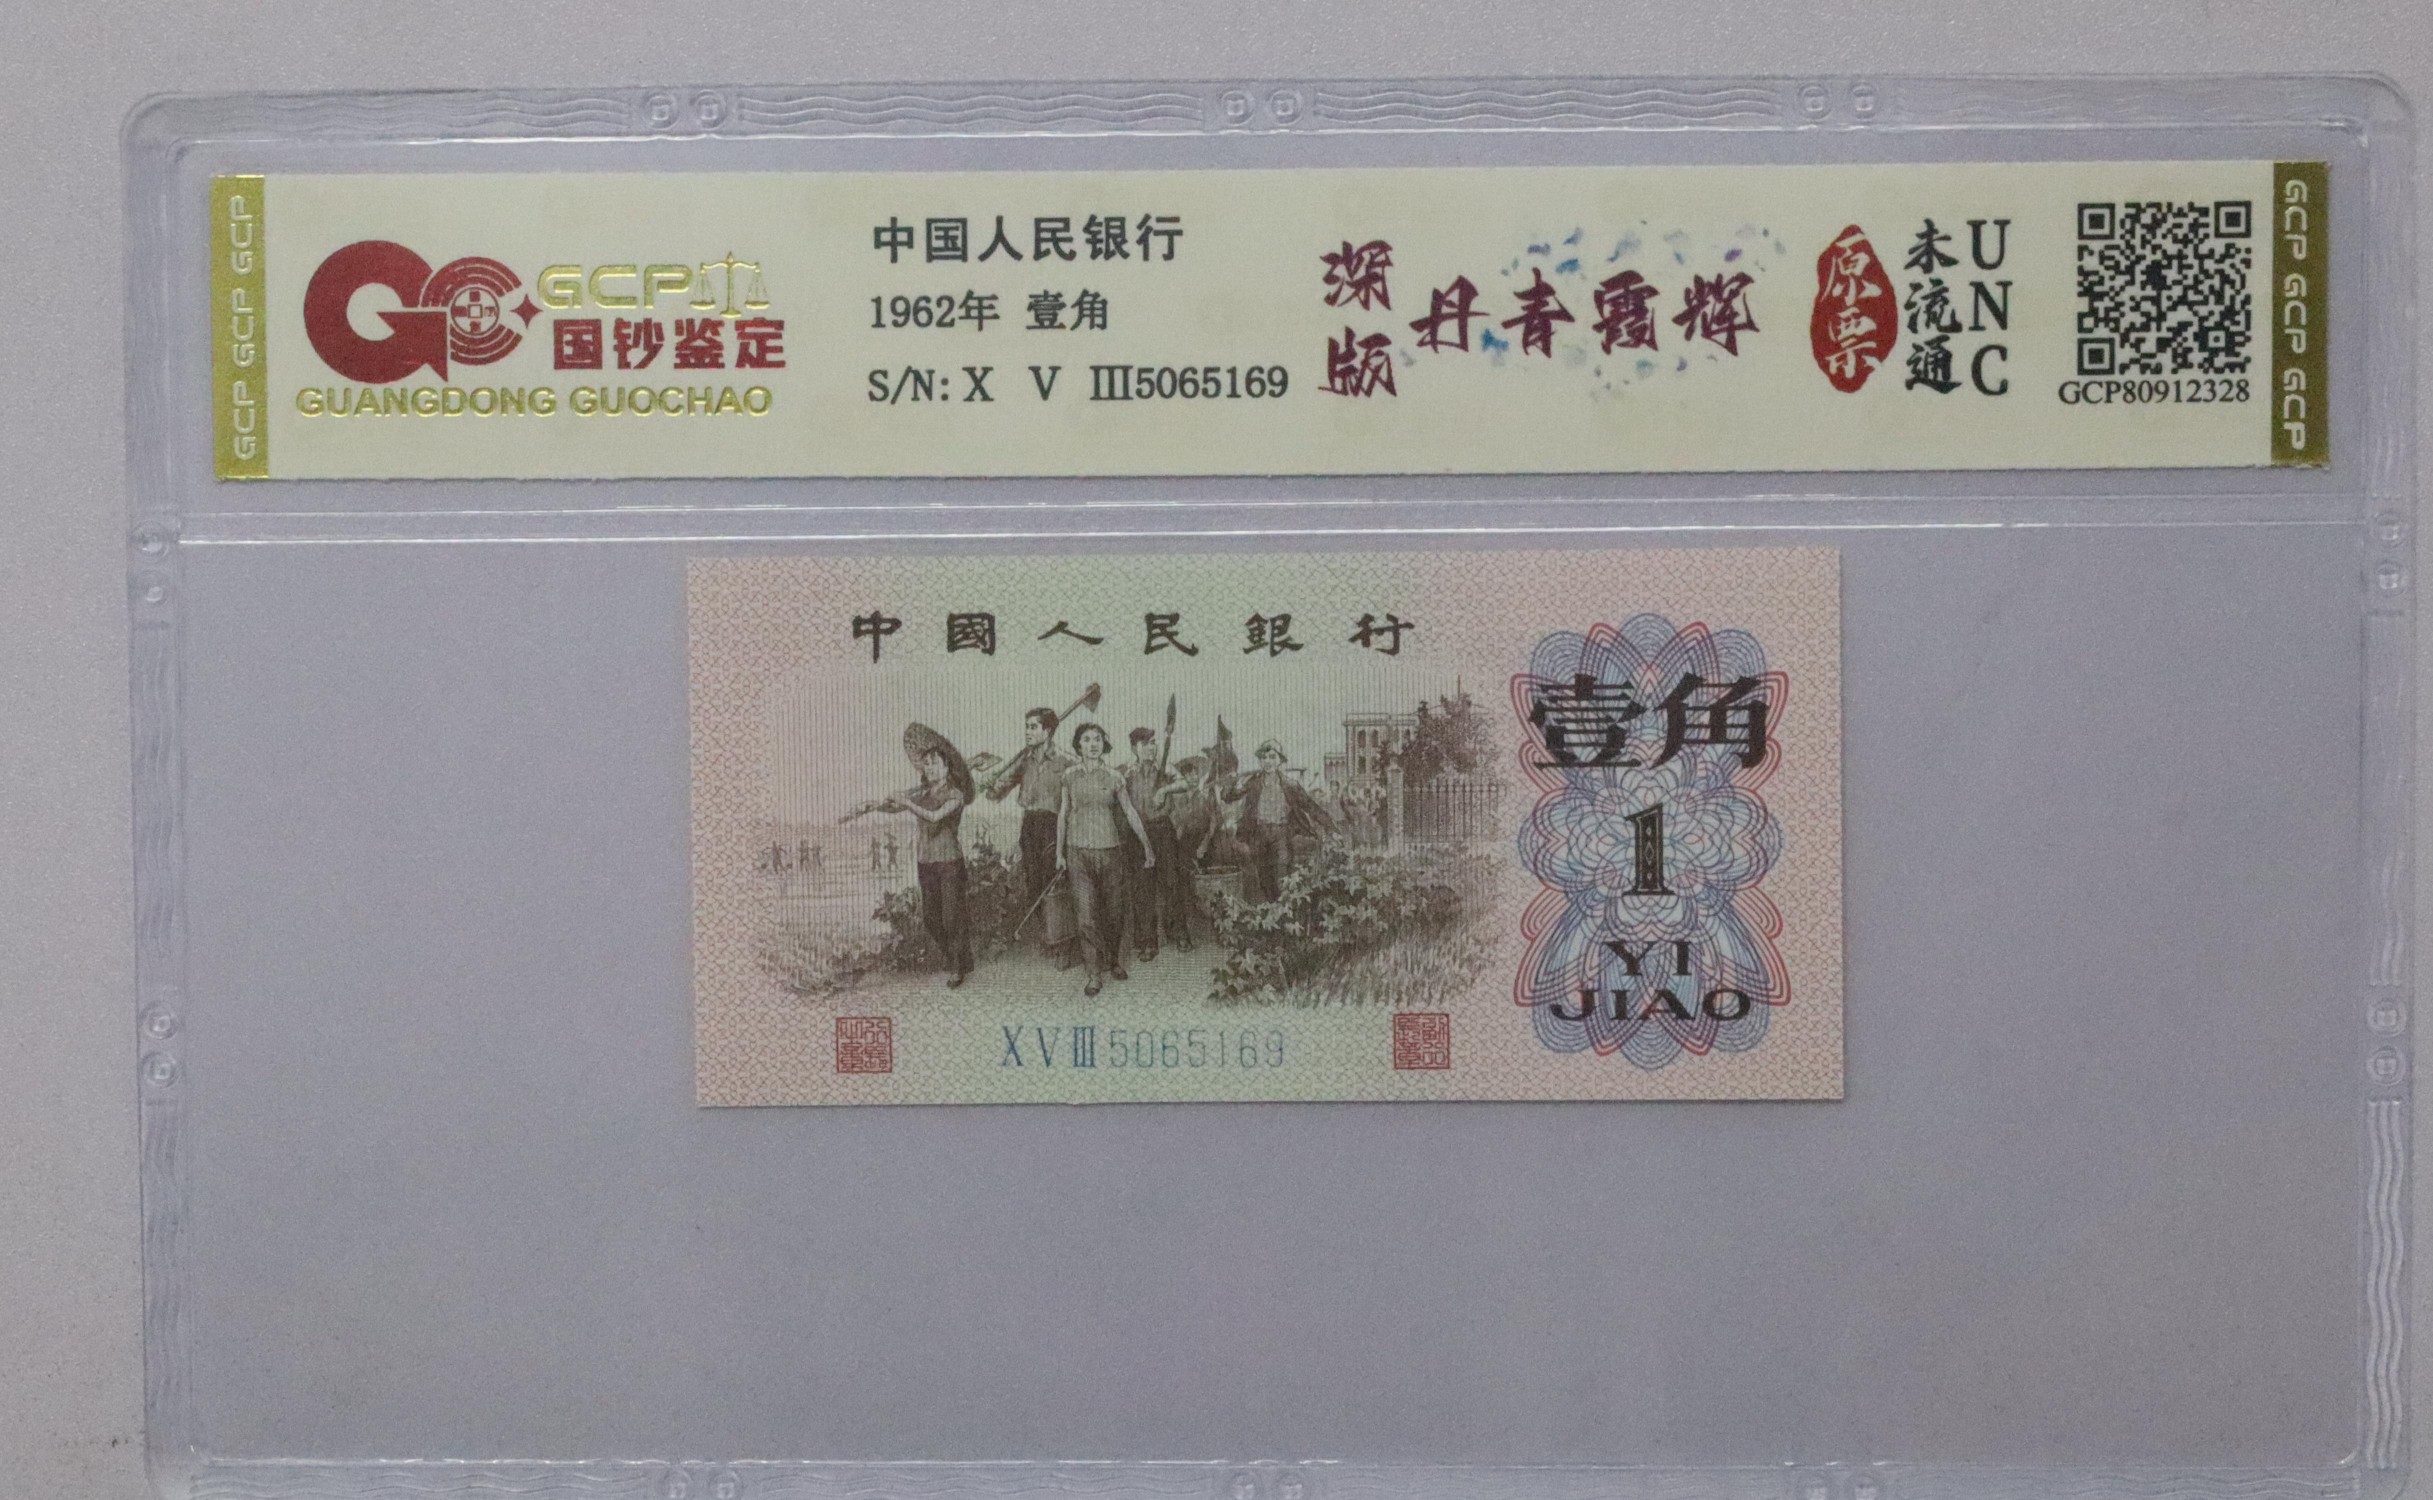 GCP GCP GCP
GCP
国钞鉴定
GUANGDONG GUOCHAO
中国人民银行
1962年 壹角
S/N: X V III5065169
深版
丹青霞辉
原票
未流通
UNC
GCP80912328
GCP GCP GCP
中國人民銀行
壹角
1
YI
JIAO
X V III 5065169